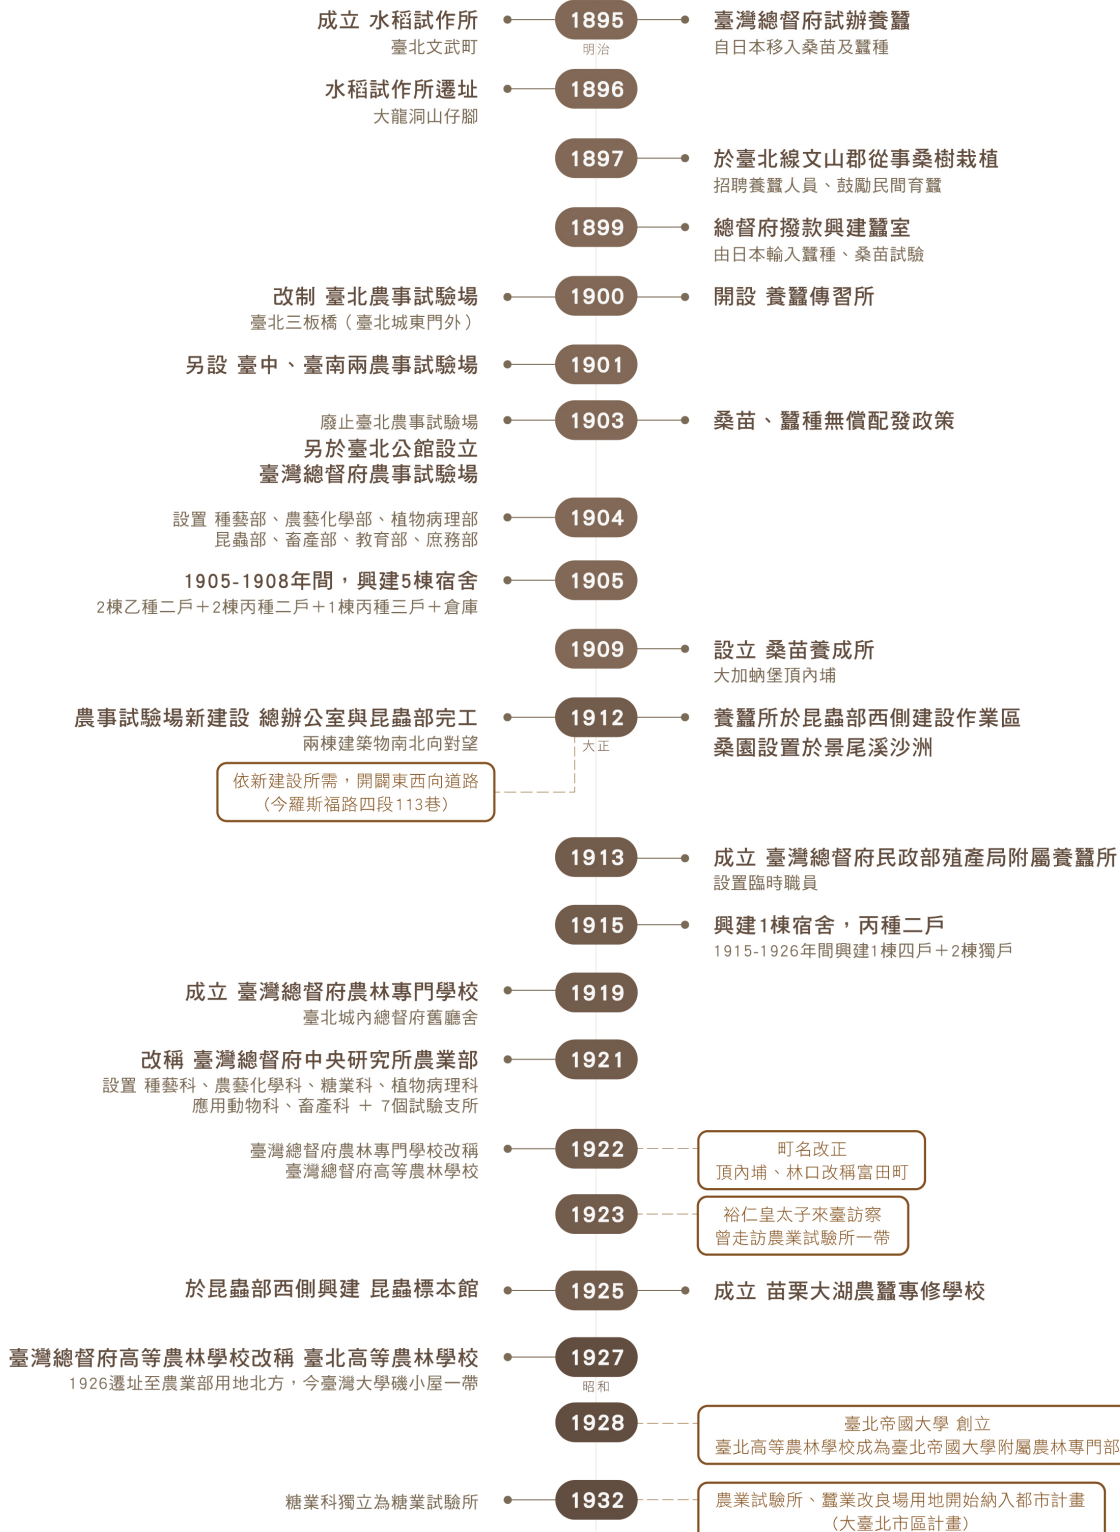 成立 水稻試作所
臺北文武町
1895
明治
臺灣總督府試辦養蠶
自日本移入桑苗及蠶種
水稻試作所遷址
大龍洞山仔腳
1896
1897
於臺北線文山郡從事桑樹栽植
招聘養蠶人員、鼓勵民間育蠶
1899
總督府撥款興建蠶室
由日本輸入蠶種、桑苗試驗
改制 臺北農事試驗場
臺北三板橋（臺北城東門外）
1900
開設 養蠶傳習所
另設 臺中、臺南兩農事試驗場
1901
廢止臺北農事試驗場
另於臺北公館設立
臺灣總督府農事試驗場
1903
桑苗、蠶種無償配發政策
設置 種藝部、農藝化學部、植物病理部
昆蟲部、畜產部、教育部、庶務部
1904
1905-1908年間，興建5棟宿舍
2棟乙種二戶＋2棟丙種二戶＋1棟丙種三戶＋倉庫
1905
1909
設立 桑苗養成所
大加蚋堡頂內埔
農事試驗場新建設 總辦公室與昆蟲部完工
兩棟建築物南北向對望
1912
大正
養蠶所於昆蟲部西側建設作業區
桑園設置於景尾溪沙洲
依新建設所需，開闢東西向道路
（今羅斯福路四段113巷）
1913
成立 臺灣總督府民政部殖產局附屬養蠶所
設置臨時職員
1915
興建1棟宿舍，丙種二戶
1915-1926年間興建1棟四戶＋2棟獨戶
成立 臺灣總督府農林專門學校
臺北城內總督府舊廳舍
1919
改稱 臺灣總督府中央研究所農業部
設置 種藝科、農藝化學科、糖業科、植物病理科
應用動物科、畜產科 ＋ 7個試驗支所
1921
臺灣總督府農林專門學校改稱
臺灣總督府高等農林學校
1922
町名改正
頂內埔、林口改稱富田町
1923
裕仁皇太子來臺訪察
曾走訪農業試驗所一帶
於昆蟲部西側興建 昆蟲標本館
1925
成立 苗栗大湖農蠶專修學校
臺灣總督府高等農林學校改稱 臺北高等農林學校
1926遷址至農業部用地北方，今臺灣大學磯小屋一帶
1927
昭和
1928
臺北帝國大學 創立
臺北高等農林學校成為臺北帝國大學附屬農林專門部
糖業科獨立為糖業試驗所
1932
農業試驗所、蠶業改良場用地開始納入都市計畫
（大臺北市區計畫）